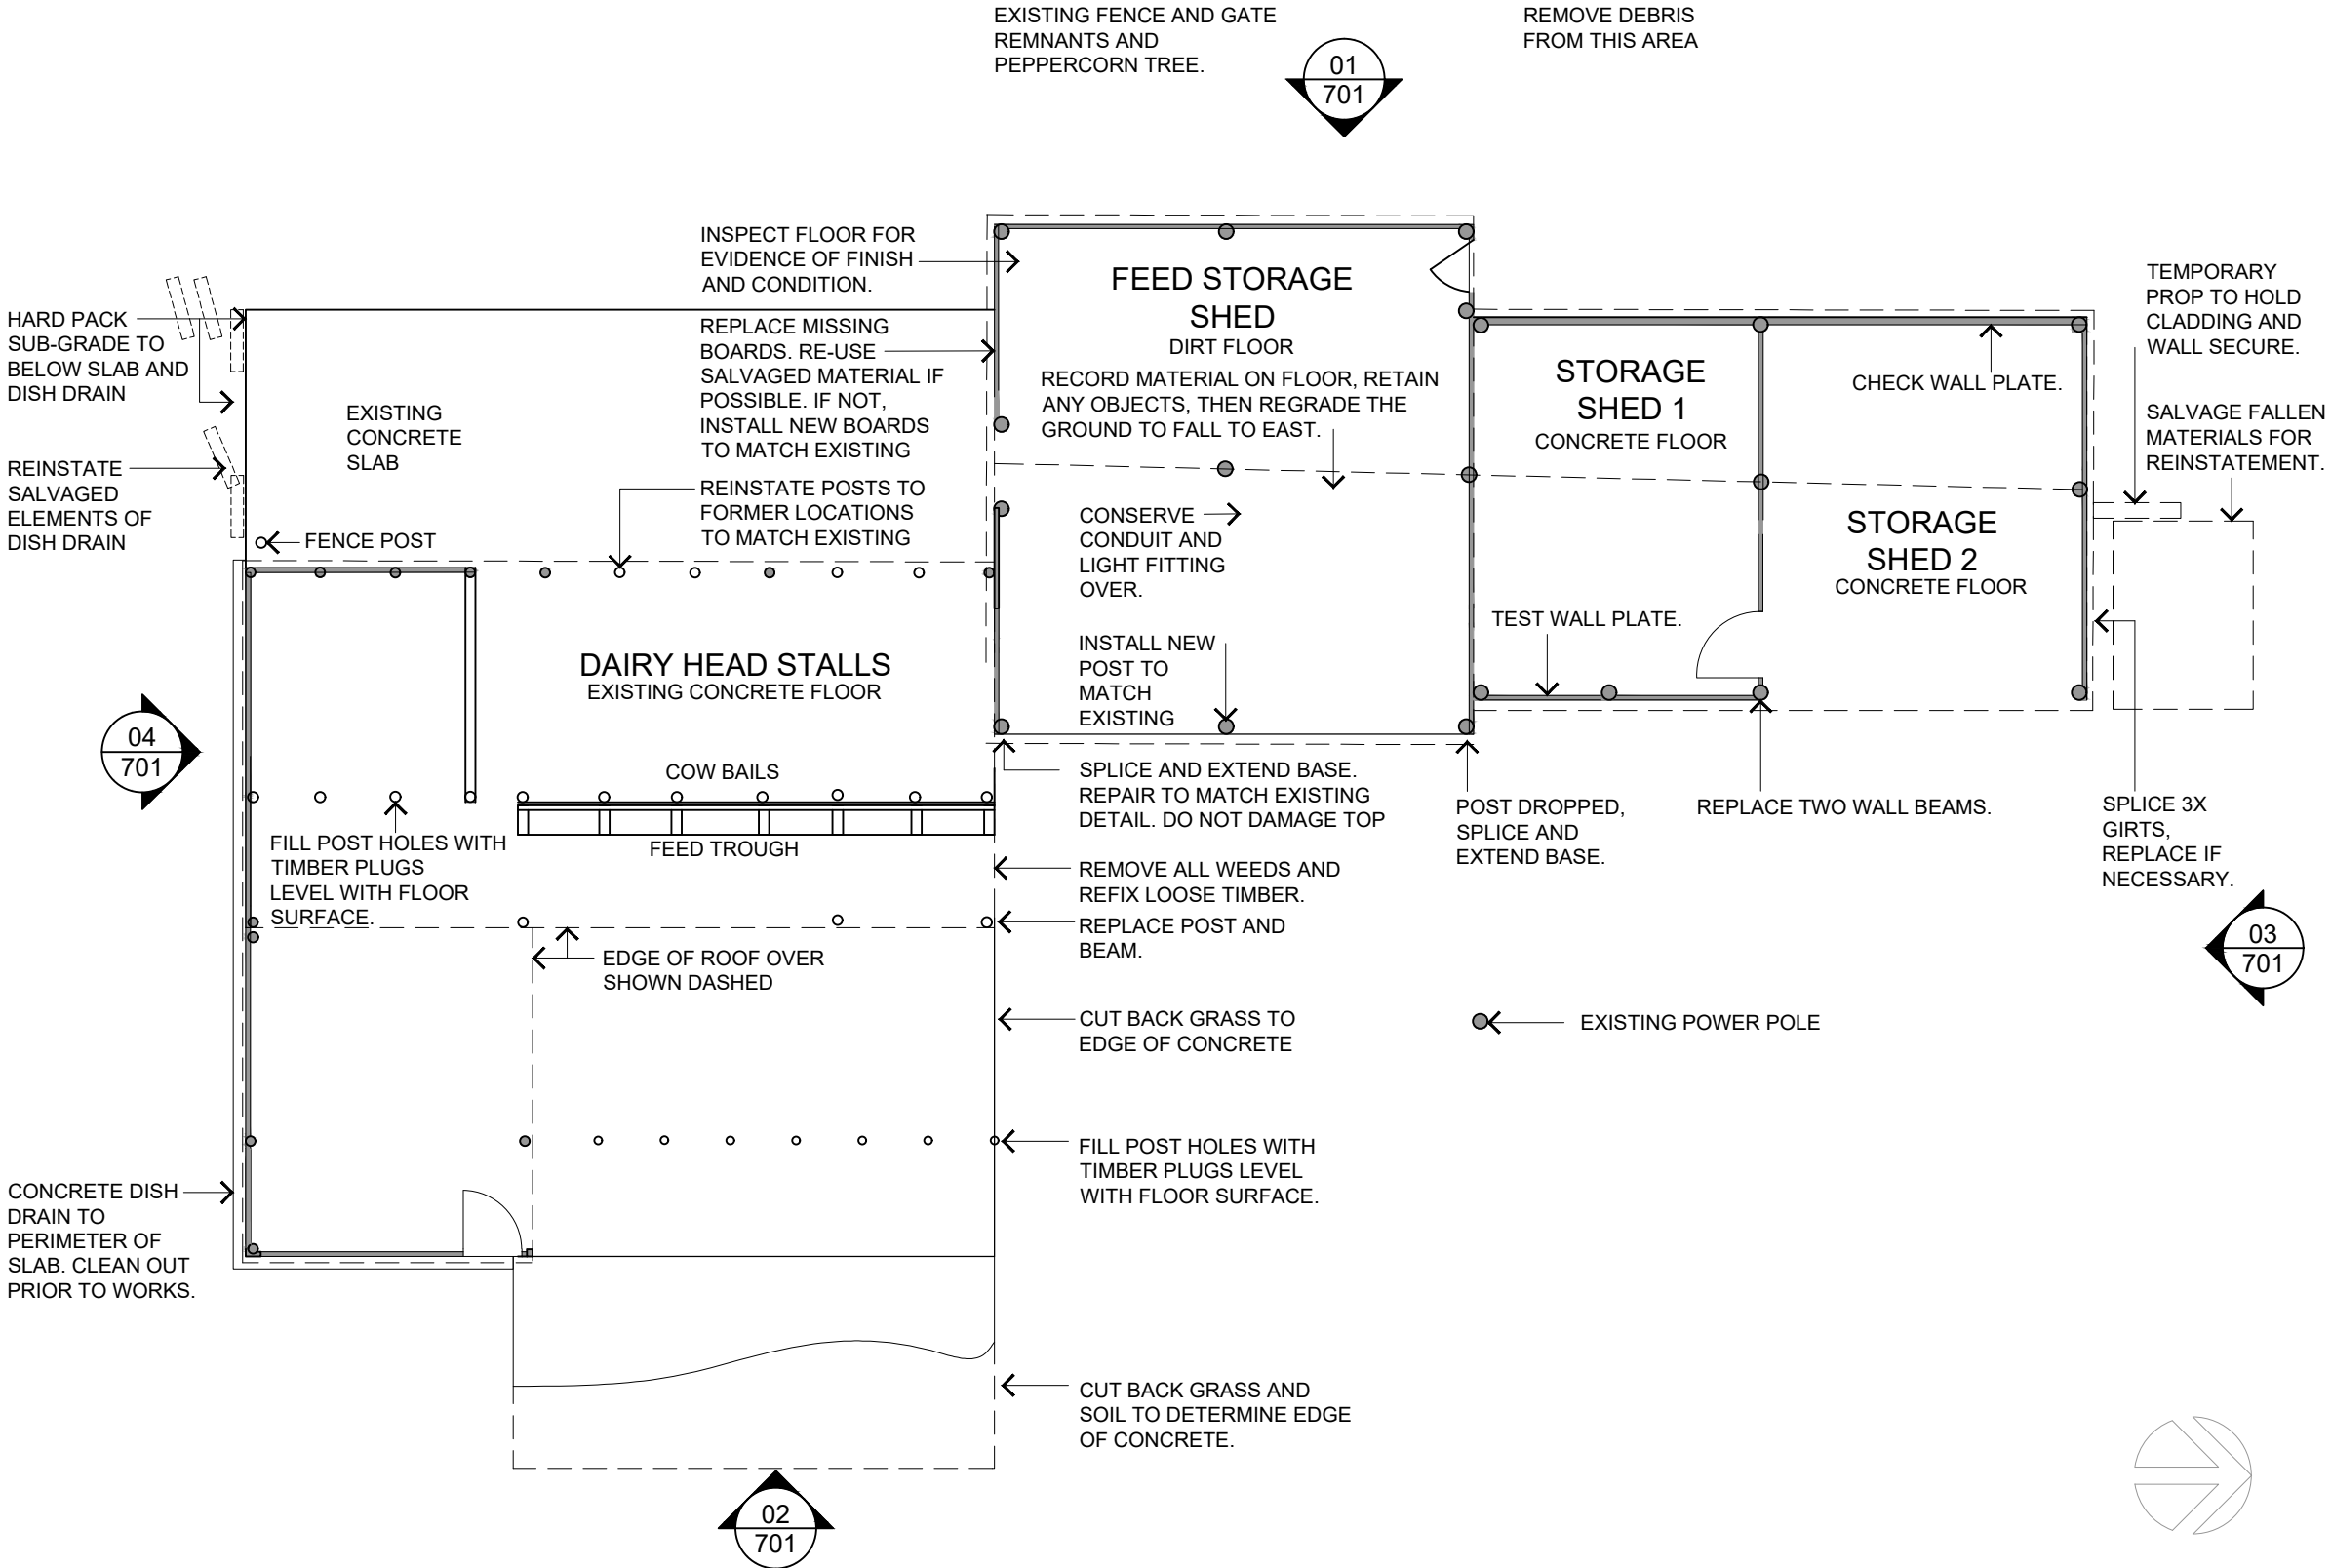 EXISTING FENCE AND GATE
REMNANTS AND
PEPPERCORN TREE.
REMOVE DEBRIS
FROM THIS AREA
01
701
INSPECT FLOOR FOR
EVIDENCE OF FINISH
AND CONDITION.
FEED STORAGE
SHED
DIRT FLOOR
RECORD MATERIAL ON FLOOR, RETAIN
ANY OBJECTS, THEN REGRADE THE
GROUND TO FALL TO EAST.
TEMPORARY
PROP TO HOLD
CLADDING AND
WALL SECURE.
HARD PACK
SUB-GRADE TO
BELOW SLAB AND
DISH DRAIN
REPLACE MISSING
BOARDS. RE-USE
SALVAGED MATERIAL IF
POSSIBLE. IF NOT,
INSTALL NEW BOARDS
TO MATCH EXISTING
STORAGE
SHED 1
CONCRETE FLOOR
CHECK WALL PLATE.
SALVAGE FALLEN
MATERIALS FOR
REINSTATEMENT.
EXISTING
CONCRETE
SLAB
REINSTATE
SALVAGED
ELEMENTS OF
DISH DRAIN
REINSTATE POSTS TO
FORMER LOCATIONS
TO MATCH EXISTING
FENCE POST
CONSERVE
CONDUIT AND
LIGHT FITTING
OVER.
STORAGE
SHED 2
CONCRETE FLOOR
TEST WALL PLATE.
DAIRY HEAD STALLS
EXISTING CONCRETE FLOOR
INSTALL NEW
POST TO
MATCH
EXISTING
04
701
COW BAILS
FEED TROUGH
SPLICE AND EXTEND BASE.
REPAIR TO MATCH EXISTING
DETAIL. DO NOT DAMAGE TOP
POST DROPPED,
SPLICE AND
EXTEND BASE.
REPLACE TWO WALL BEAMS.
SPLICE 3X
GIRTS,
REPLACE IF
NECESSARY.
FILL POST HOLES WITH
TIMBER PLUGS
LEVEL WITH FLOOR
SURFACE.
REMOVE ALL WEEDS AND
REFIX LOOSE TIMBER.
REPLACE POST AND
BEAM.
03
701
EDGE OF ROOF OVER
SHOWN DASHED
CUT BACK GRASS TO
EDGE OF CONCRETE
EXISTING POWER POLE
FILL POST HOLES WITH
TIMBER PLUGS LEVEL
WITH FLOOR SURFACE.
CONCRETE DISH
DRAIN TO
PERIMETER OF
SLAB. CLEAN OUT
PRIOR TO WORKS.
CUT BACK GRASS AND
SOIL TO DETERMINE EDGE
OF CONCRETE.
02
701